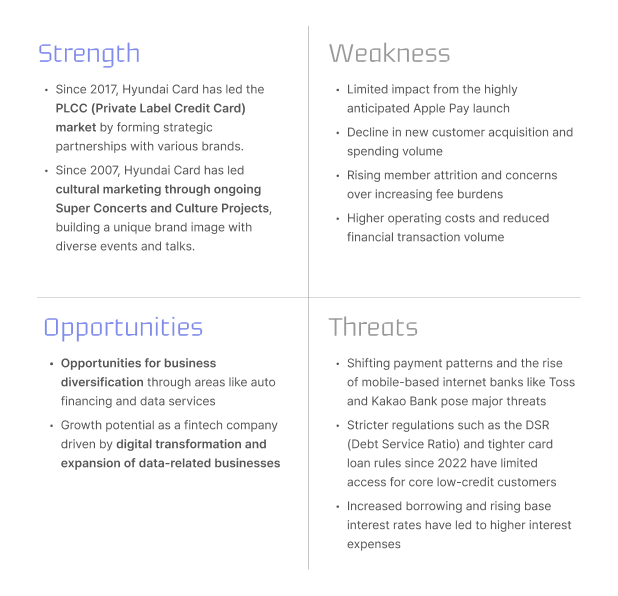 Strength
• Since 2017, Hyundai Card has led the
PLCC (Private Label Credit Card)
market by forming strategic
partnerships with various brands.
• Since 2007, Hyundai Card has led
cultural marketing through ongoing
Super Concerts and Culture Projects,
building a unique brand image with
diverse events and talks.
Weakness
• Limited impact from the highly
anticipated Apple Pay launch
• Decline in new customer acquisition and
spending volume
• Rising member attrition and concerns
over increasing fee burdens
• Higher operating costs and reduced
financial transaction volume
Opportunities
• Opportunities for business
diversification through areas like auto
financing and data services
• Growth potential as a fintech company
driven by digital transformation and
expansion of data-related businesses
Threats
• Shifting payment patterns and the rise
of mobile-based internet banks like Toss
and Kakao Bank pose major threats
• Stricter regulations such as the DSR
(Debt Service Ratio) and tighter card
loan rules since 2022 have limited
access for core low-credit customers
• Increased borrowing and rising base
interest rates have led to higher interest
expenses